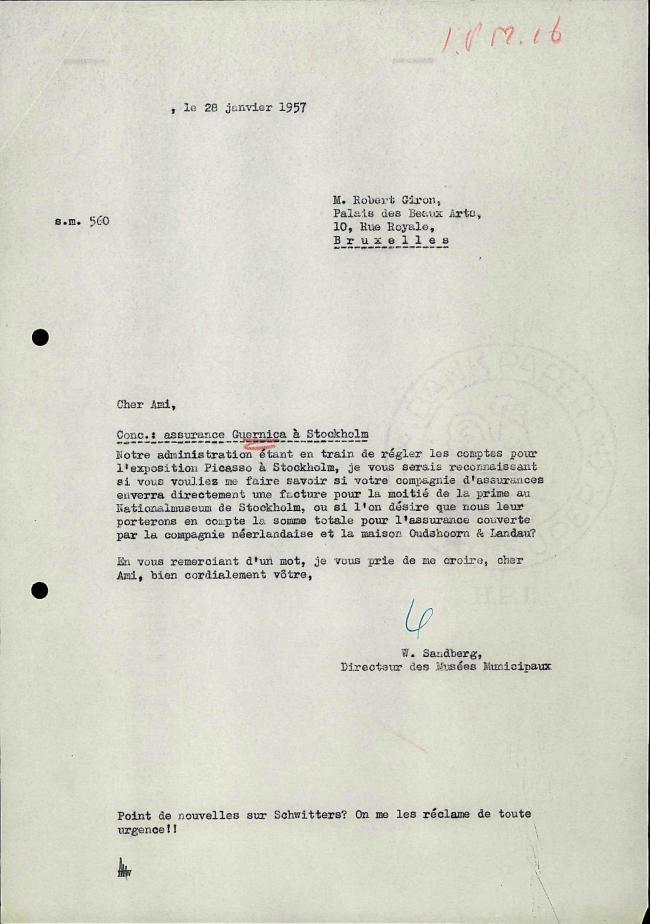 , le 28 janvier 1957
M. Robert Giron,
Palais des Beaux Arts,
s.m. 560
10, Rue Royale,
Bruxelles
Cher Ami,
Conc.: assurance Guernica à Stockholm
Notre administration étant en train de régler les comptes pour
l'exposition Picasso à Stockholm, je vous serais reconnaissant
si vous vouliez me faire savoir si votre compagnie d'assurances
enverra directement une facture pour la moitié de la prime au
Nationalmuseum de Stockholm, ou si l'on désire que nous leur
porterons en compte la somme totale pour l'assurance couverte
par la compagnie néerlandaise et la maison Oudshoorn & Landau?
En vous remerciant d'un mot, je vous prie de me croire, cher
Ami, bien cordialement vôtre,
W. Sandberg,
Directeur des Musées Municipaux
Point de nouvelles sur Schwitters? On me les réclame de toute
urgence!!